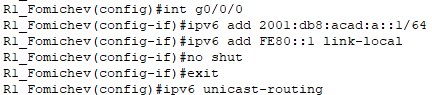 R1_Fomichev(config)#int g0/0/0
R1_Fomichev(config-if)#ipv6 add 2001:db8:acad:a::1/64
R1_Fomichev(config-if)#ipv6 add FE80::1 link-local
R1_Fomichev(config-if)#no shut
R1_Fomichev(config-if)#exit
R1_Fomichev(config)#ipv6 unicast-routing